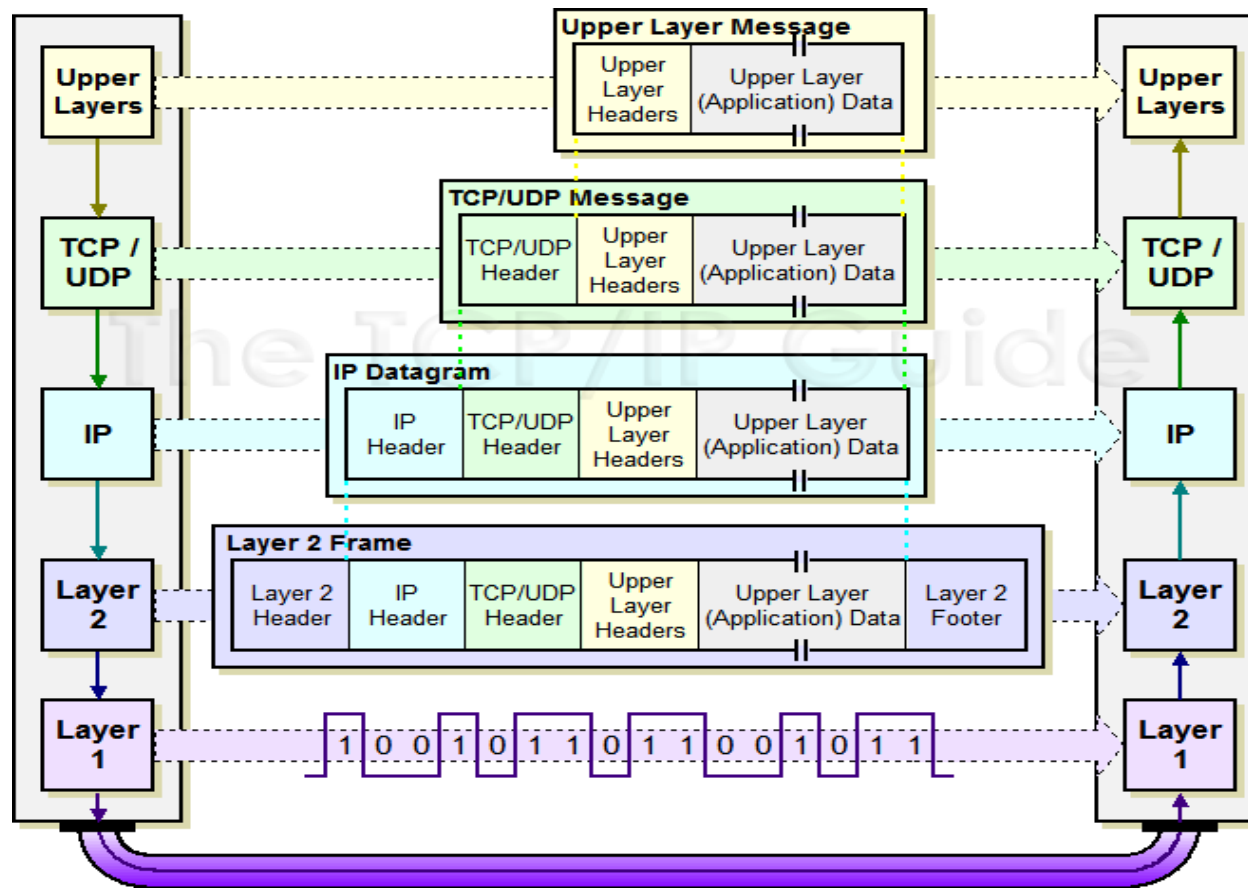 Upper Layer Message
Upper
Layers
Upper
Layer
Headers
Upper Layer
(Application) Data
Upper
Layers
TCP/UDP Message
TCP /
UDP
TCP/UDP
Header
Upper
Layer
Headers
Upper Layer
(Application) Data
TCP /
UDP
The TCP/IP Guide
IP Datagram
IP
IP
Header
TCP/UDP
Header
Upper
Layer
Headers
Upper Layer
(Application) Data
IP
Layer 2 Frame
Layer
2
Layer 2
Header
IP
Header
TCP/UDP
Header
Upper
Layer
Headers
Upper Layer
(Application) Data
Layer 2
Footer
Layer
2
Layer
1
1 0 0 1 0 1 1 0 1 1 0 0 1 0 1 1
Layer
1